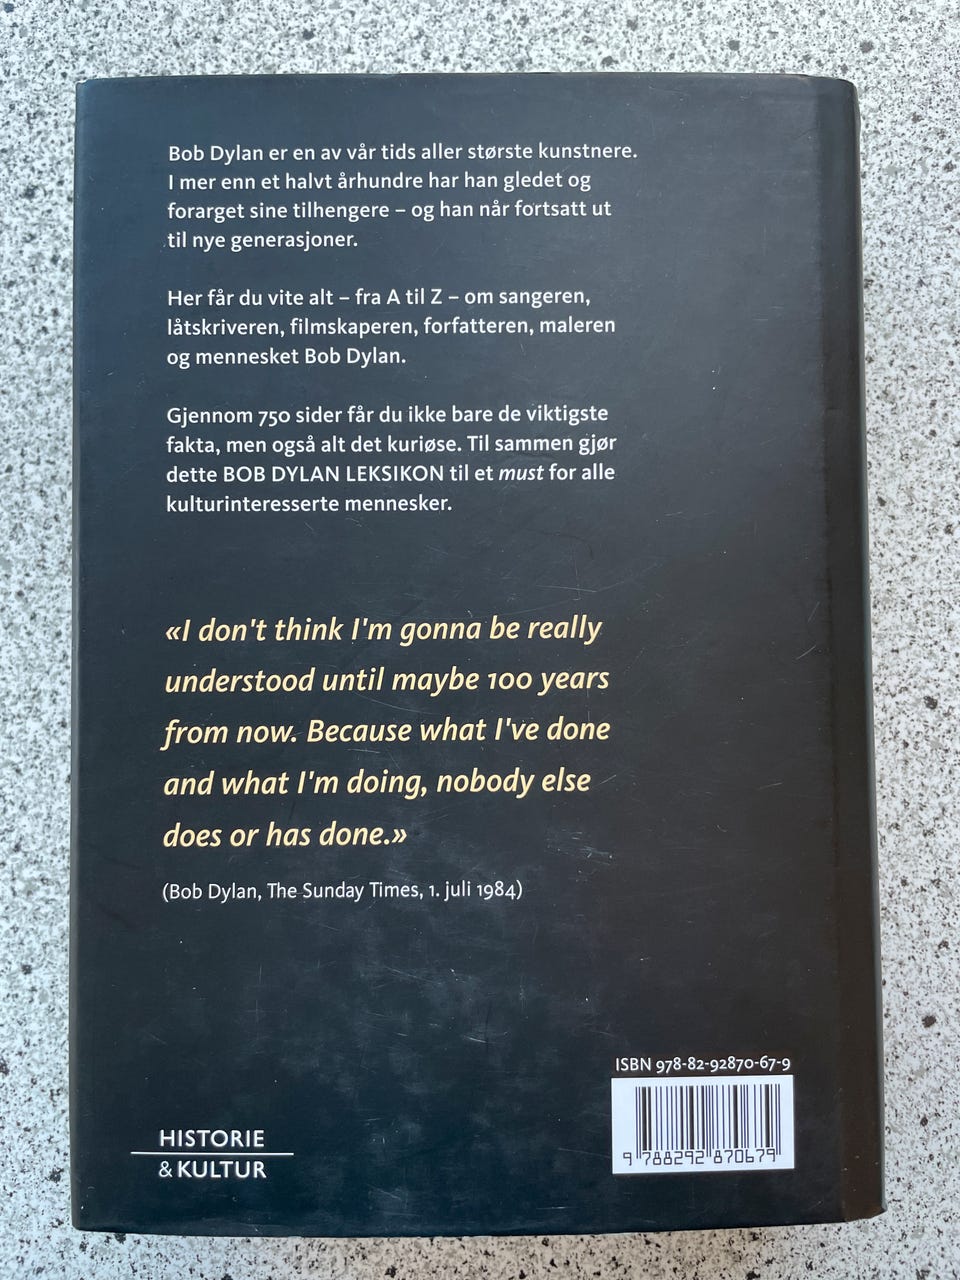 Bob Dylan er en av vår tids aller største kunstnere.
I mer enn et halvt århundre har han gledet og
forarget sine tilhengere – og han når fortsatt ut
til nye generasjoner.
Her får du vite alt – fra A til Z – om sangeren,
låtskriveren, filmskaperen, forfatteren, maleren
og mennesket Bob Dylan.
Gjennom 750 sider får du ikke bare de viktigste
fakta, men også alt det kuriøse. Til sammen gjør
dette BOB DYLAN LEKSIKON til et must for alle
kulturinteresserte mennesker.
«I don't think I'm gonna be really
understood until maybe 100 years
from now. Because what I've done
and what I'm doing, nobody else
does or has done.»
(Bob Dylan, The Sunday Times, 1. juli 1984)
ISBN 978-82-92870-67-9
9 788292 870679
HISTORIE
& KULTUR